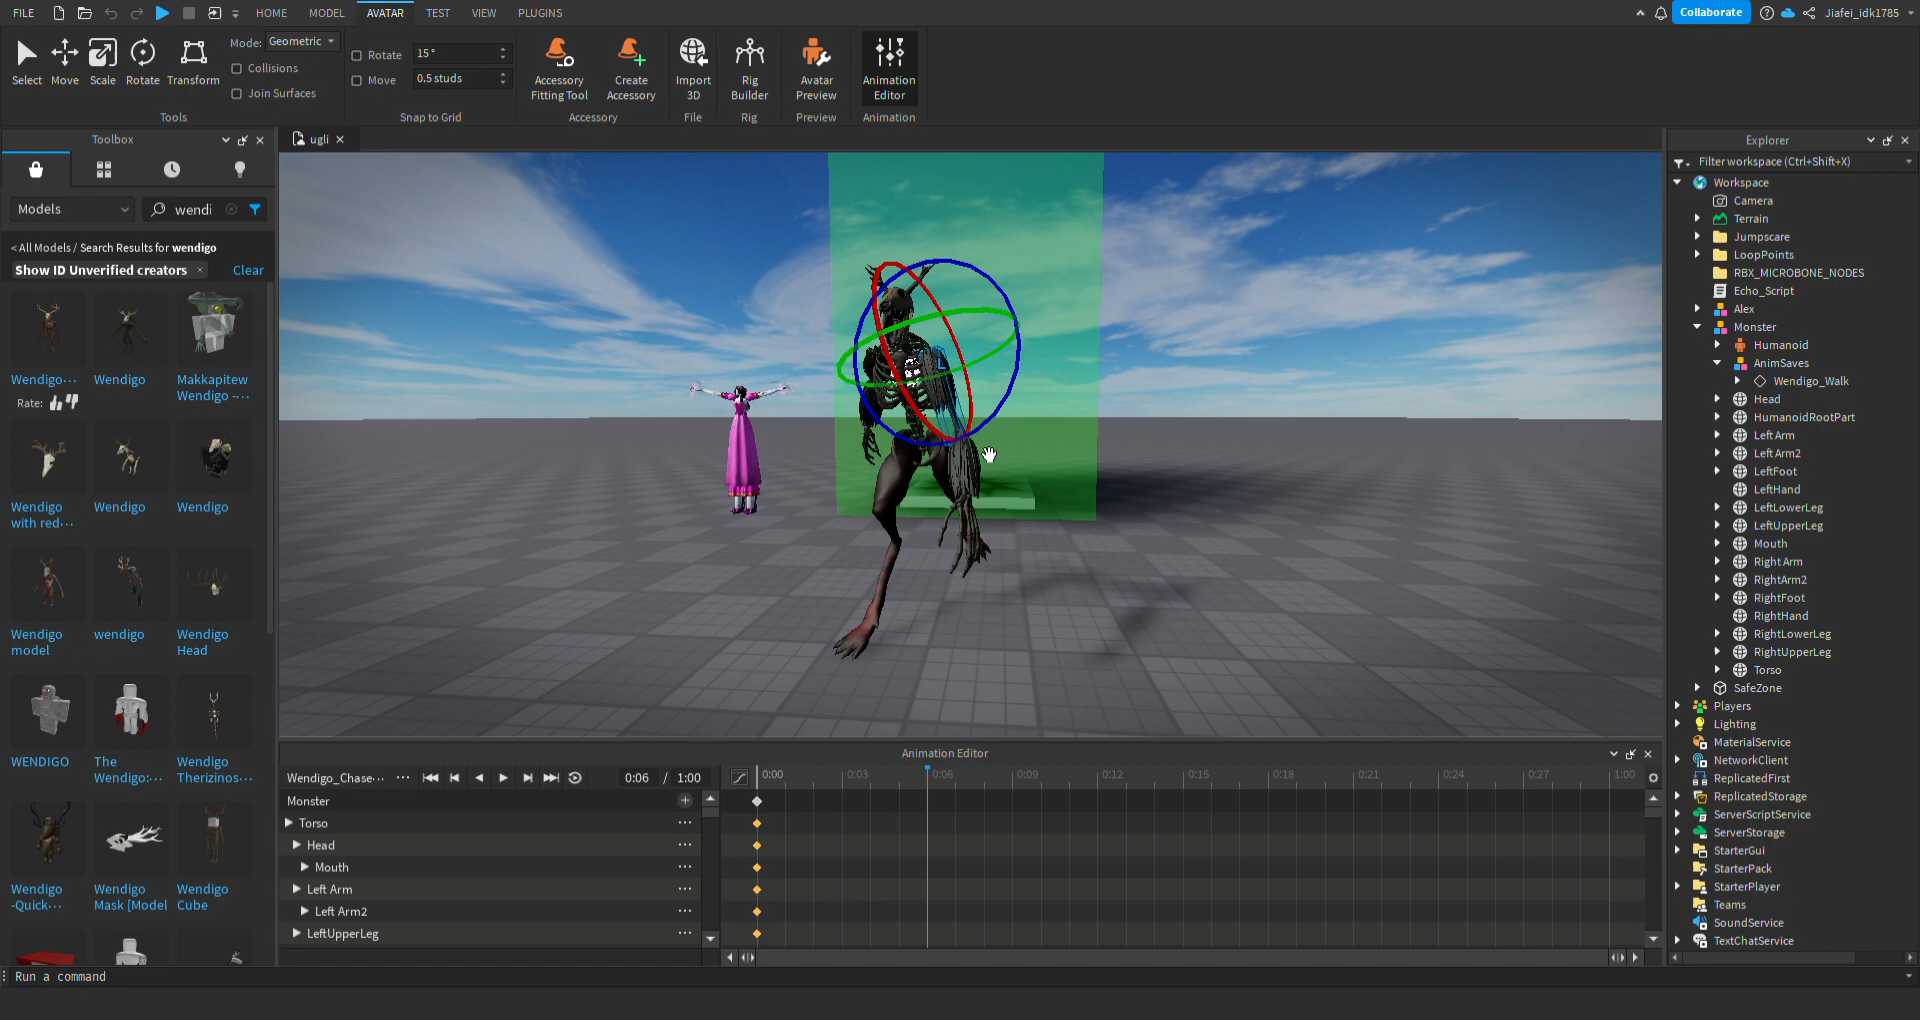 FILE
HOME
MODEL
AVATAR
TEST
VIEW
PLUGINS
Collaborate
Jiafei_idk1785
Select
Move
Scale
Rotate
Transform
Mode: Geometric
Collisions
Join Surfaces
Tools
Rotate 15°
Move 0.5 studs
Snap to Grid
Accessory
Fitting Tool
Create
Accessory
Accessory
Import
3D
File
Rig
Builder
Rig
Avatar
Preview
Preview
Animation
Editor
Animation
Toolbox
Models
wendi
< All Models / Search Results for wendigo
Show ID Unverified creators ×
Clear
Wendigo···
Wendigo
Makkapitew
Wendigo -···
Rate:
Wendigo
with red···
Wendigo
Wendigo
Wendigo
model
wendigo
Wendigo
Head
WENDIGO
The
Wendigo:···
Wendigo
Therizinos···
Wendigo
-Quick···
Wendigo
Mask [Model
Wendigo
Cube
ugli
L
Animation Editor
Wendigo_Chase···
0:06 / 1:00
0:00
0:03
0:06
0:09
0:12
0:15
0:18
0:21
0:24
0:27
1:00
Monster
Torso
Head
Mouth
Left Arm
Left Arm2
LeftUpperLeg
Explorer
Filter workspace (Ctrl+Shift+X)
Workspace
Camera
Terrain
Jumpscare
LoopPoints
RBX_MICROBONE_NODES
Echo_Script
Alex
Monster
Humanoid
AnimSaves
Wendigo_Walk
Head
HumanoidRootPart
Left Arm
Left Arm2
LeftFoot
LeftHand
LeftLowerLeg
LeftUpperLeg
Mouth
Right Arm
RightArm2
RightFoot
RightHand
RightLowerLeg
RightUpperLeg
Torso
SafeZone
Players
Lighting
MaterialService
NetworkClient
ReplicatedFirst
ReplicatedStorage
ServerScriptService
ServerStorage
StarterGui
StarterPack
StarterPlayer
Teams
SoundService
TextChatService
Run a command